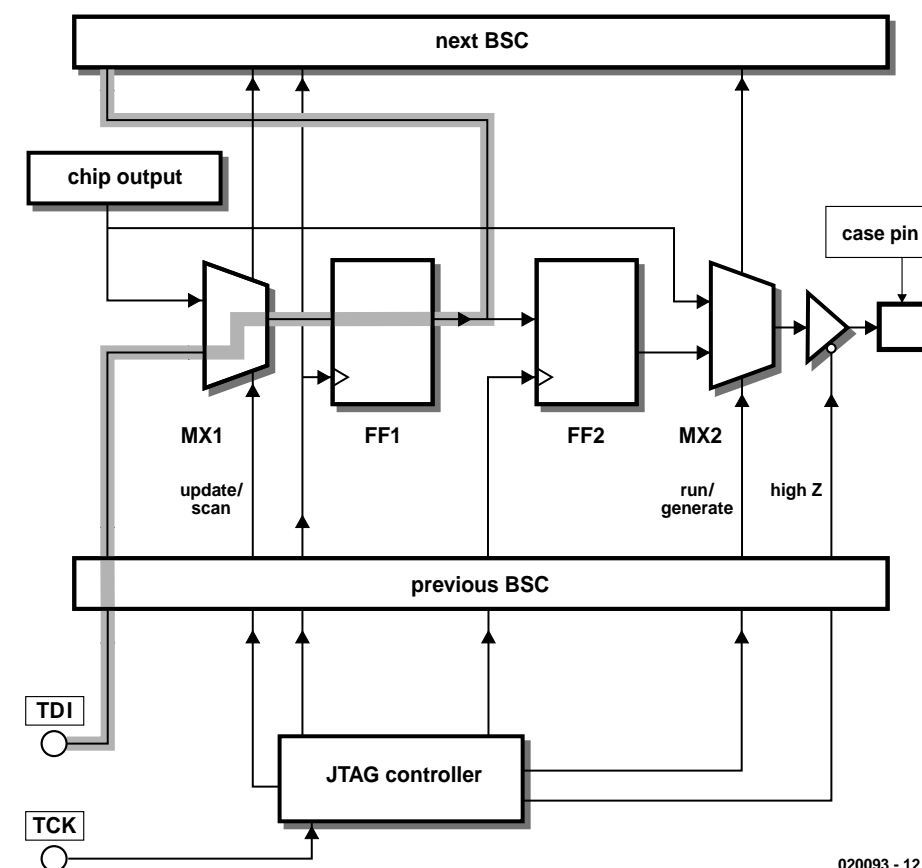 next BSC
chip output
case pin
MX1
FF1
FF2
MX2
update/
scan
run/
generate
high Z
previous BSC
TDI
JTAG controller
TCK
020093 - 12